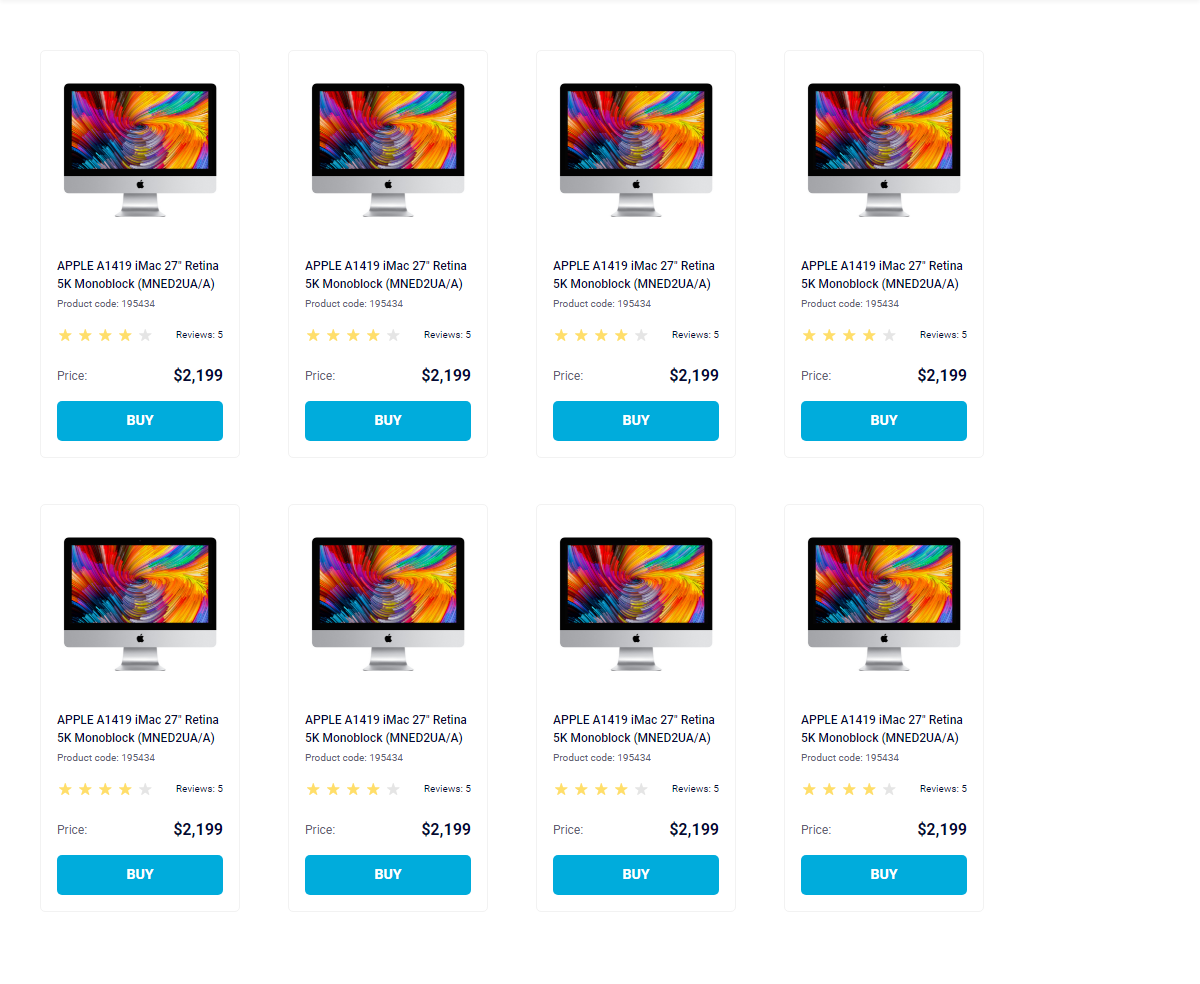 APPLE A1419 iMac 27" Retina
5K Monoblock (MNED2UA/A)
Product code: 195434
Reviews: 5
Price: $2,199
BUY
APPLE A1419 iMac 27" Retina
5K Monoblock (MNED2UA/A)
Product code: 195434
Reviews: 5
Price: $2,199
BUY
APPLE A1419 iMac 27" Retina
5K Monoblock (MNED2UA/A)
Product code: 195434
Reviews: 5
Price: $2,199
BUY
APPLE A1419 iMac 27" Retina
5K Monoblock (MNED2UA/A)
Product code: 195434
Reviews: 5
Price: $2,199
BUY
APPLE A1419 iMac 27" Retina
5K Monoblock (MNED2UA/A)
Product code: 195434
Reviews: 5
Price: $2,199
BUY
APPLE A1419 iMac 27" Retina
5K Monoblock (MNED2UA/A)
Product code: 195434
Reviews: 5
Price: $2,199
BUY
APPLE A1419 iMac 27" Retina
5K Monoblock (MNED2UA/A)
Product code: 195434
Reviews: 5
Price: $2,199
BUY
APPLE A1419 iMac 27" Retina
5K Monoblock (MNED2UA/A)
Product code: 195434
Reviews: 5
Price: $2,199
BUY